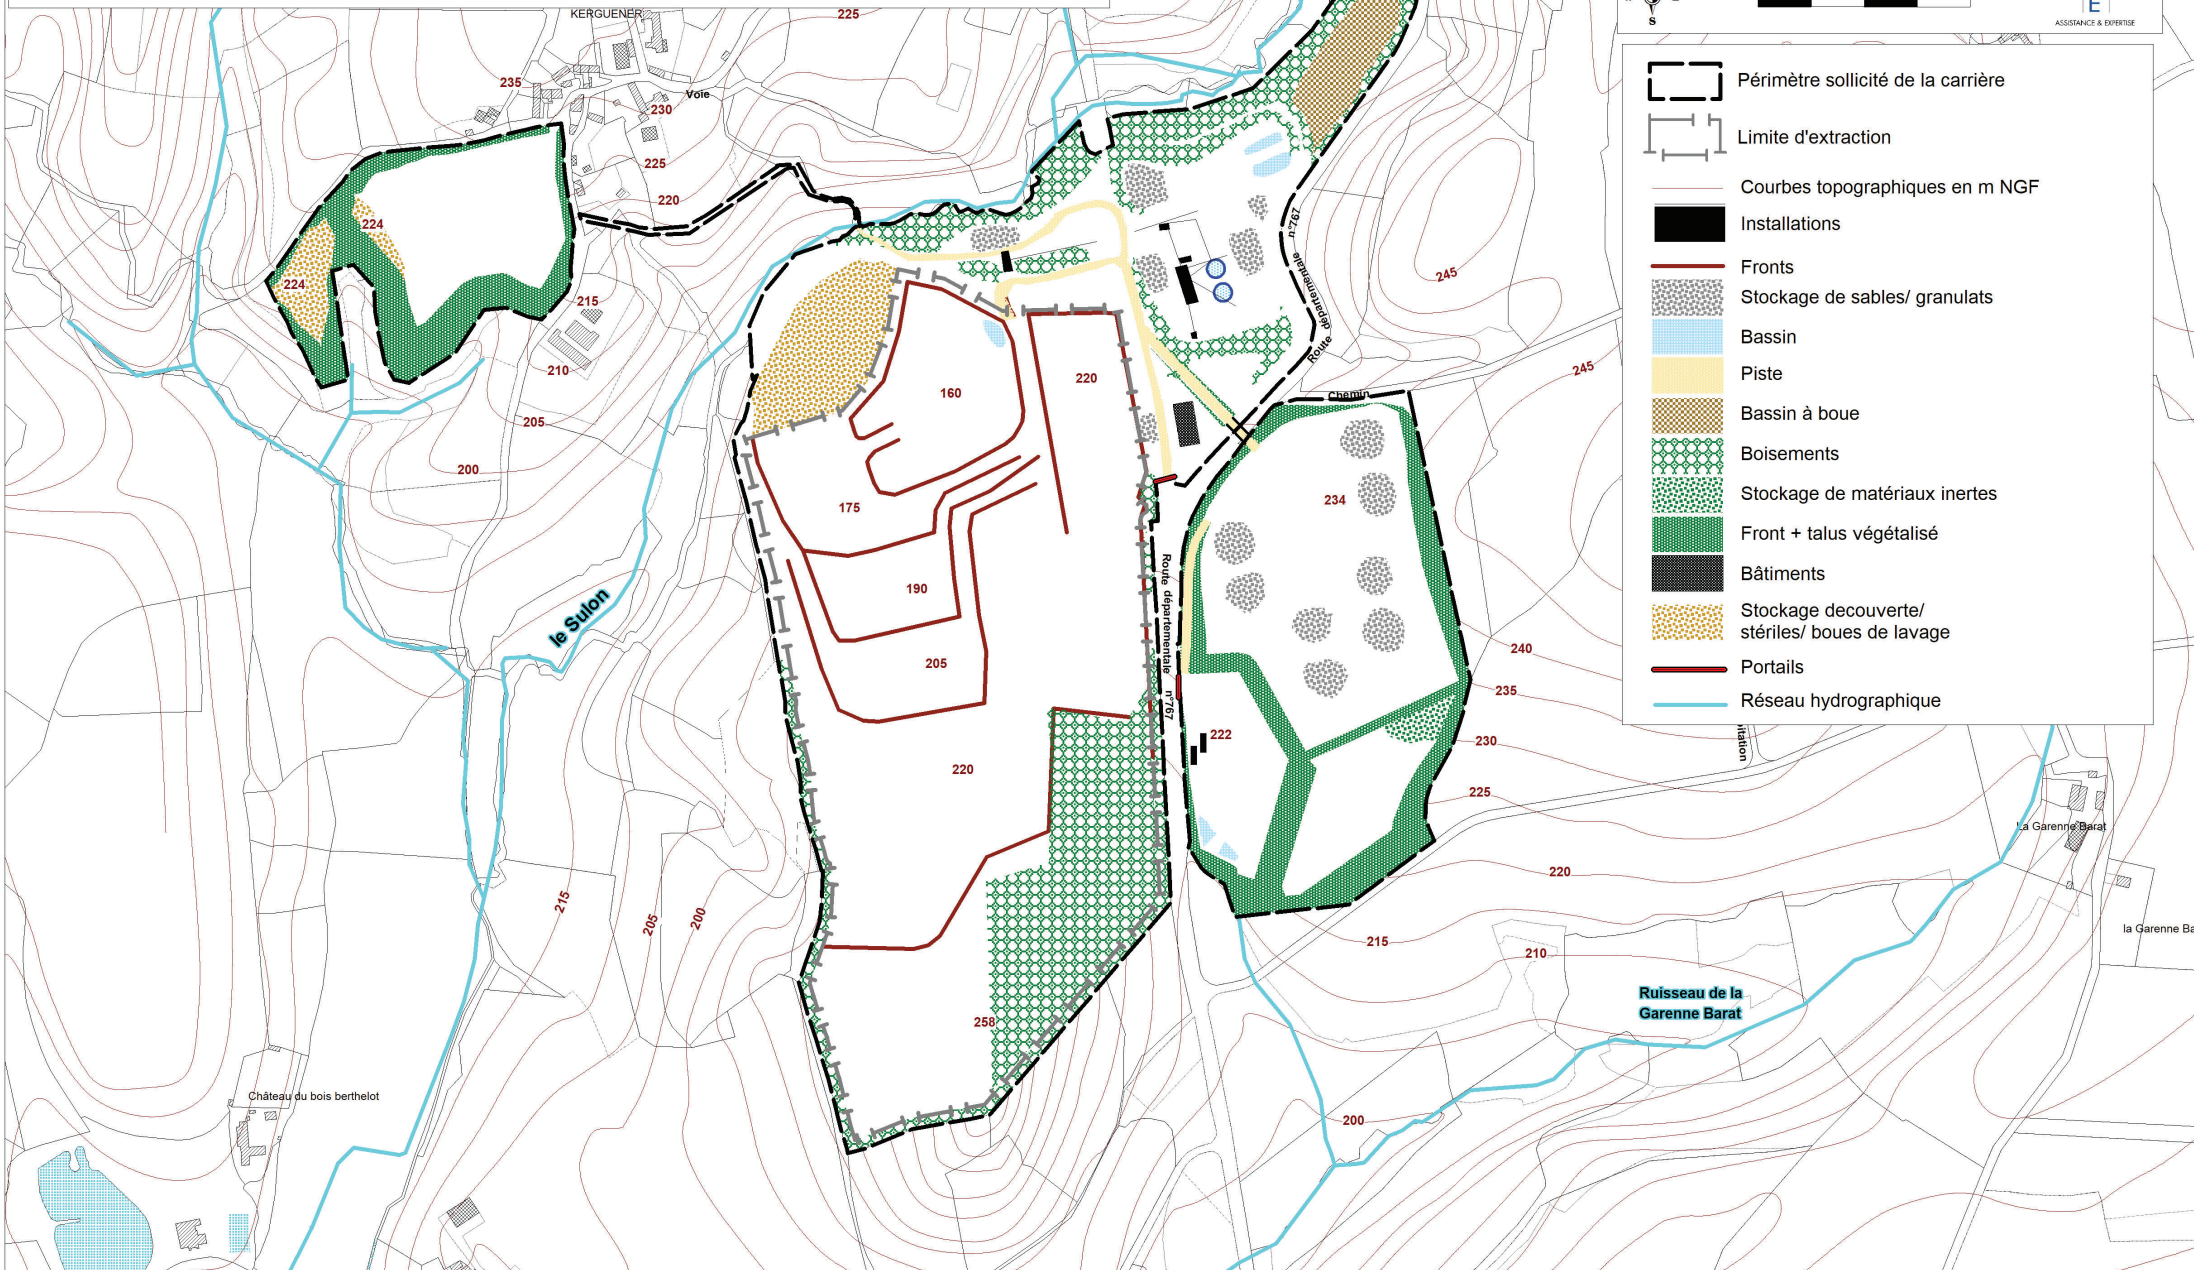 KERGUENER
225
S
E
ASSISTANCE & EXPERTISE
235
Voie
230
225
220
224
224
215
210
205
200
245
245
n°767
Route départementale
Chemin
160
220
175
234
190
205
220
222
258
Route départementale n°767
le Sulon
240
235
230
225
220
215
210
200
215
205
200
itation
La Garenne Barat
la Garenne Ba
Ruisseau de la
Garenne Barat
Château du bois berthelot
Périmètre sollicité de la carrière
Limite d'extraction
Courbes topographiques en m NGF
Installations
Fronts
Stockage de sables/ granulats
Bassin
Piste
Bassin à boue
Boisements
Stockage de matériaux inertes
Front + talus végétalisé
Bâtiments
Stockage decouverte/
stériles/ boues de lavage
Portails
Réseau hydrographique